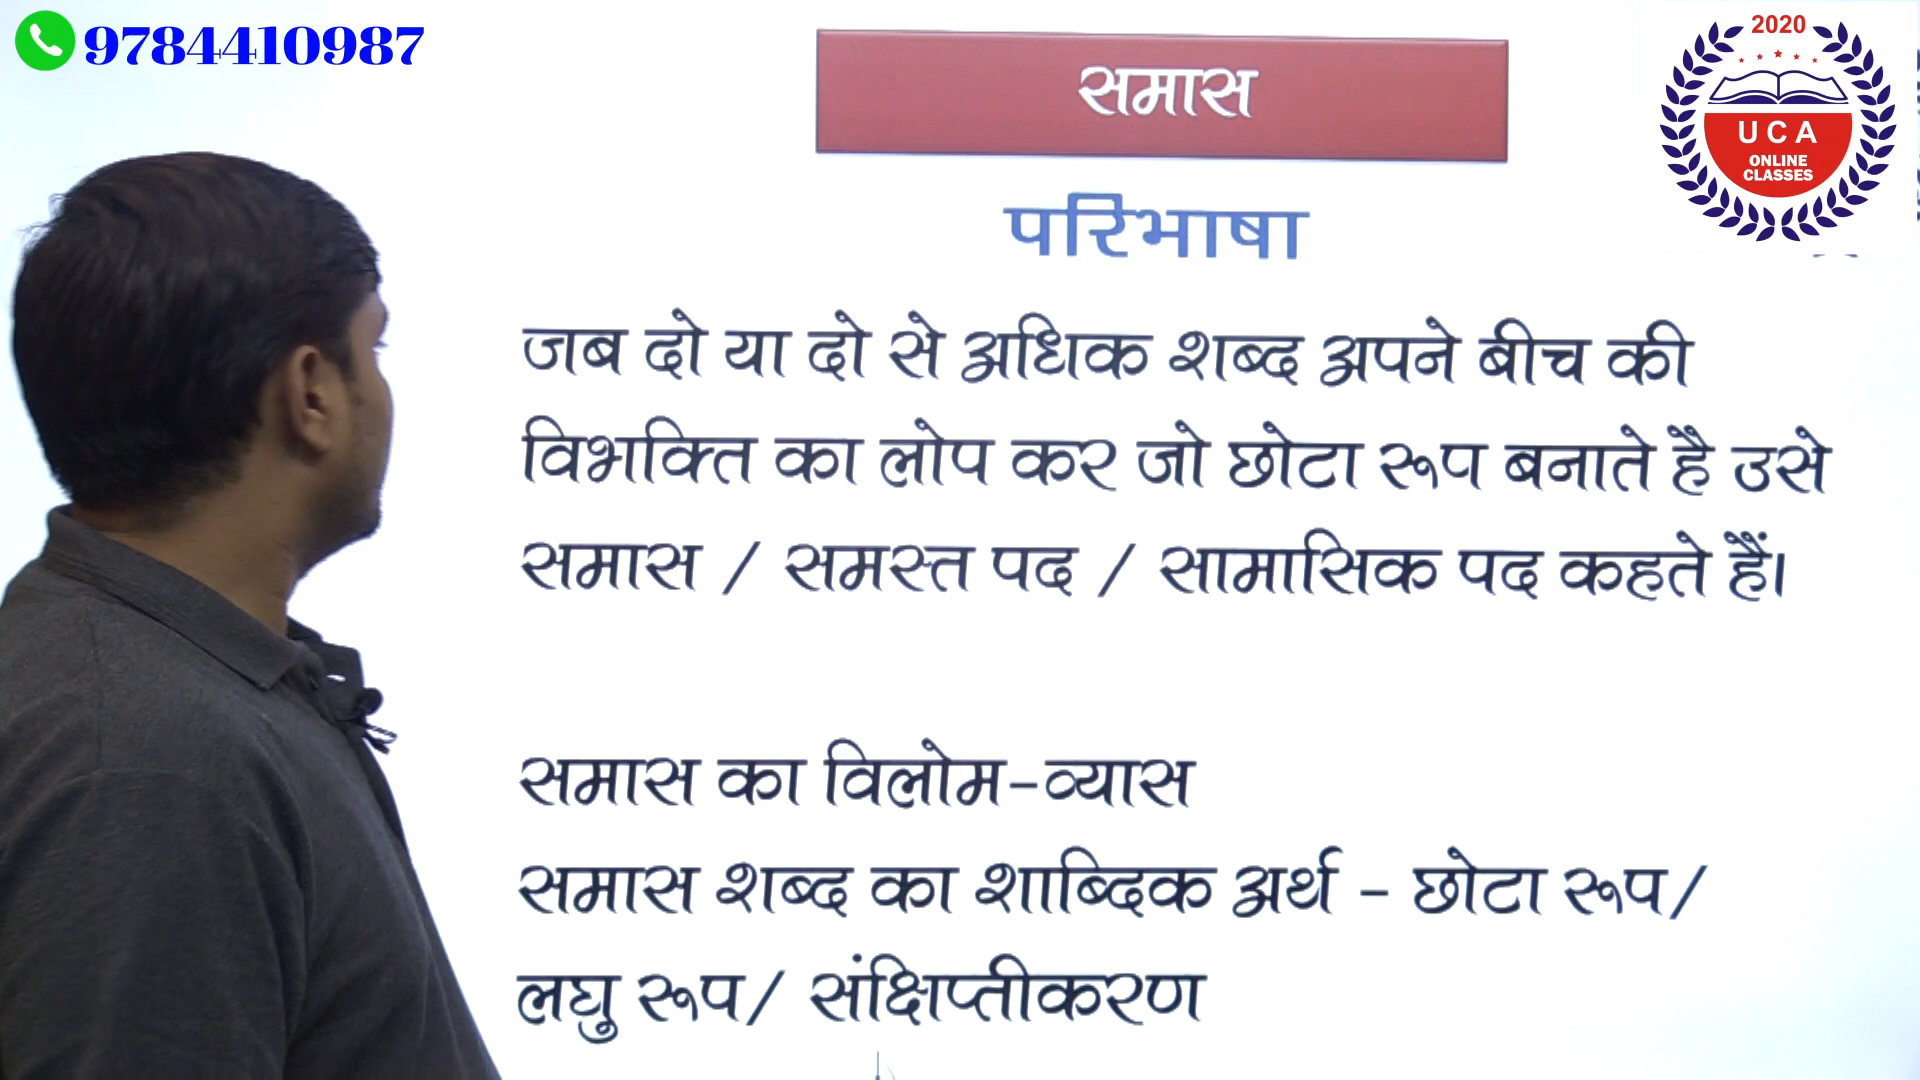 9784410987
समास
2020
UCA
ONLINE
CLASSES
परिभाषा
जब दो या दो से अधिक शब्द अपने बीच की
विभक्ति का लोप कर जो छोटा रूप बनाते है उसे
समास / समस्त पद / सामासिक पद कहते हैं।
समास का विलोम-व्यास
समास शब्द का शाब्दिक अर्थ - छोटा रूप/
लघु रूप/ संक्षिप्तीकरण